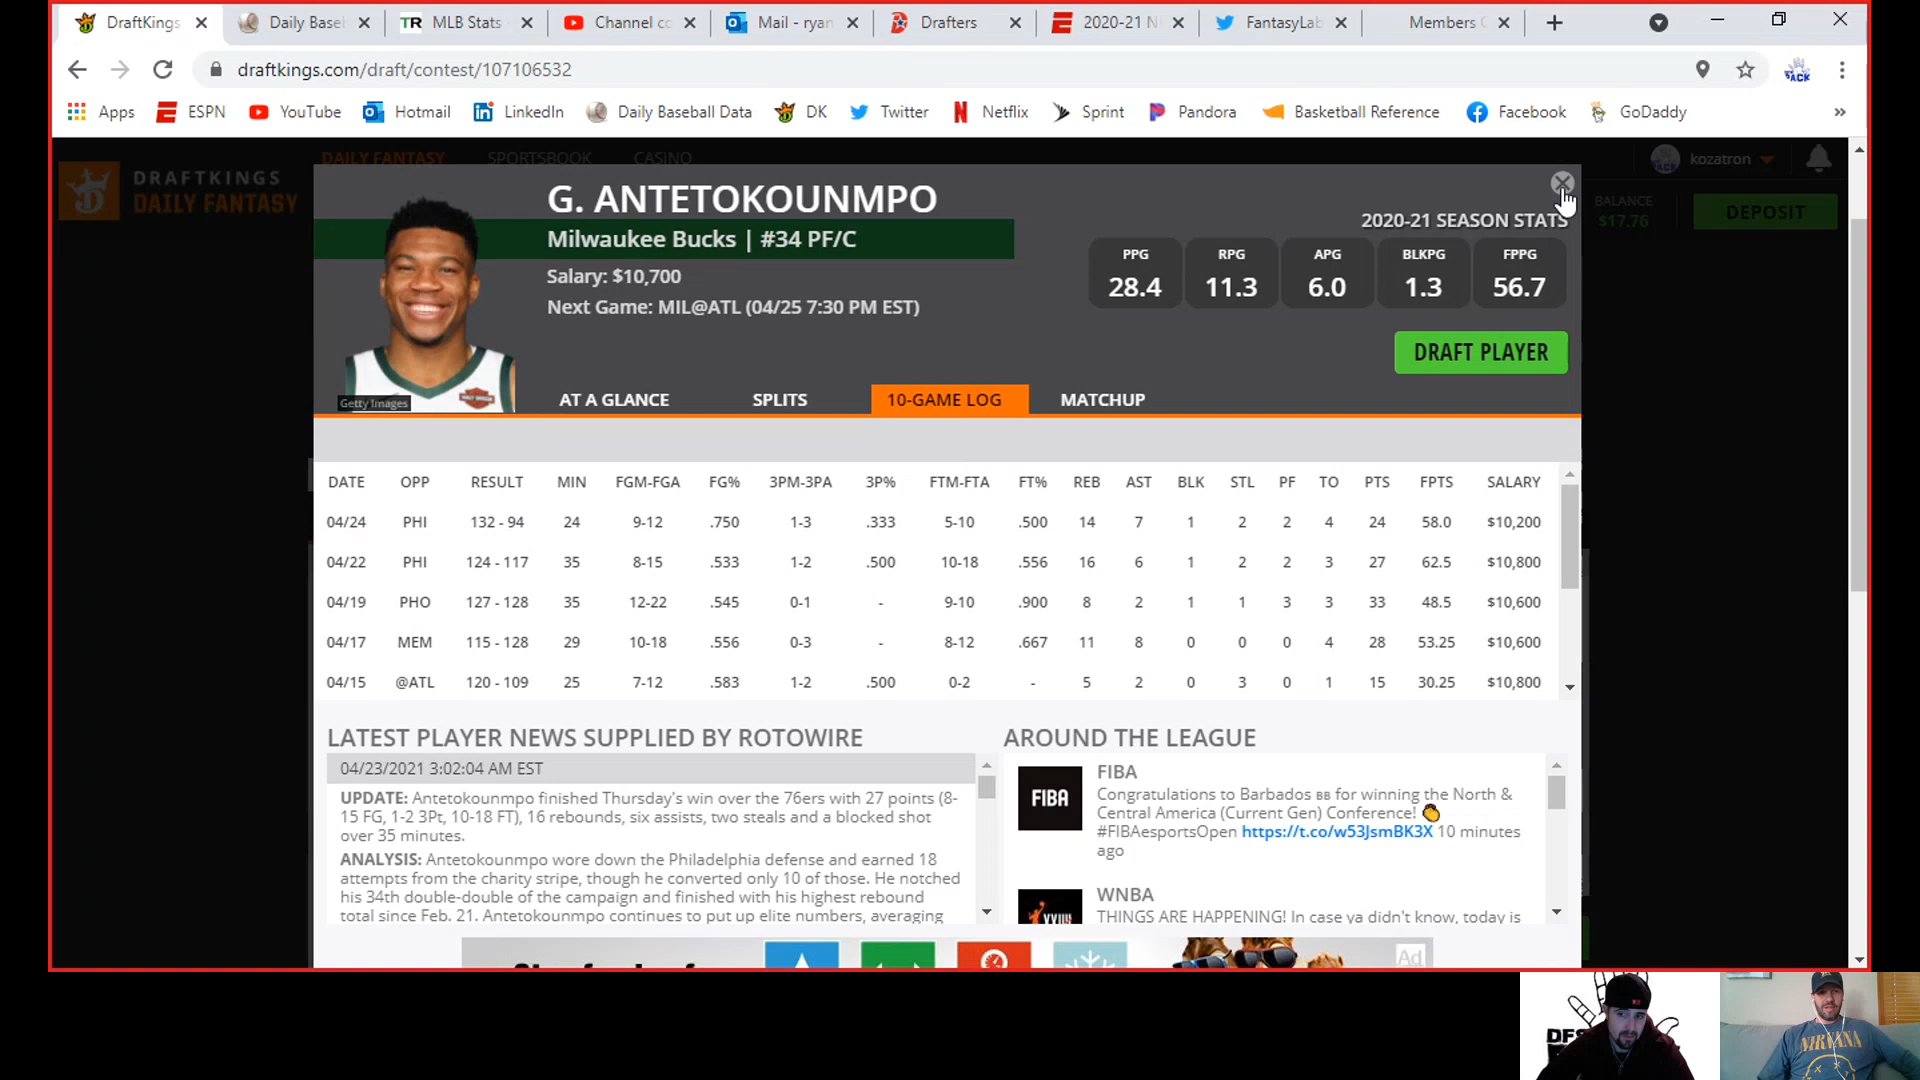 DraftKings
Daily Baseb
TR MLB Stats
Channel co
Mail - ryan
Drafters
2020-21 N
FantasyLab
Members C
draftkings.com/draft/contest/107106532
Apps
ESPN
YouTube
Hotmail
LinkedIn
Daily Baseball Data
DK
Twitter
Netflix
Sprint
Pandora
Basketball Reference
Facebook
GoDaddy
»
DRAFTKINGS
DAILY FANTASY
DAILY FANTASY SPORTSBOOK CASINO
kozatron
BALANCE
$17.76
DEPOSIT
G. ANTETOKOUNMPO
Milwaukee Bucks | #34 PF/C
Salary: $10,700
Next Game: MIL@ATL (04/25 7:30 PM EST)
Getty Images
2020-21 SEASON STATS
PPG RPG APG BLKPG FPPG
28.4 11.3 6.0 1.3 56.7
DRAFT PLAYER
AT A GLANCE SPLITS 10-GAME LOG MATCHUP
DATE OPP RESULT MIN FGM-FGA FG% 3PM-3PA 3P% FTM-FTA FT% REB AST BLK STL PF TO PTS FPTS SALARY
04/24 PHI 132 - 94 24 9-12 .750 1-3 .333 5-10 .500 14 7 1 2 2 4 24 58.0 $10,200
04/22 PHI 124 - 117 35 8-15 .533 1-2 .500 10-18 .556 16 6 1 2 2 3 27 62.5 $10,800
04/19 PHO 127 - 128 35 12-22 .545 0-1 - 9-10 .900 8 2 1 1 3 3 33 48.5 $10,600
04/17 MEM 115 - 128 29 10-18 .556 0-3 - 8-12 .667 11 8 0 0 0 4 28 53.25 $10,600
04/15 @ATL 120 - 109 25 7-12 .583 1-2 .500 0-2 - 5 2 0 3 0 1 15 30.25 $10,800
LATEST PLAYER NEWS SUPPLIED BY ROTOWIRE
04/23/2021 3:02:04 AM EST
UPDATE: Antetokounmpo finished Thursday's win over the 76ers with 27 points (8-
15 FG, 1-2 3Pt, 10-18 FT), 16 rebounds, six assists, two steals and a blocked shot
over 35 minutes.
ANALYSIS: Antetokounmpo wore down the Philadelphia defense and earned 18
attempts from the charity stripe, though he converted only 10 of those. He notched
his 34th double-double of the campaign and finished with his highest rebound
total since Feb. 21. Antetokounmpo continues to put up elite numbers, averaging
AROUND THE LEAGUE
FIBA
FIBA
Congratulations to Barbados BB for winning the North &
Central America (Current Gen) Conference! 👏
#FIBAesportsOpen https://t.co/w53JsmBK3X 10 minutes
ago
WNBA
THINGS ARE HAPPENING! In case ya didn't know, today is
Ad
DFS
NIRVANA